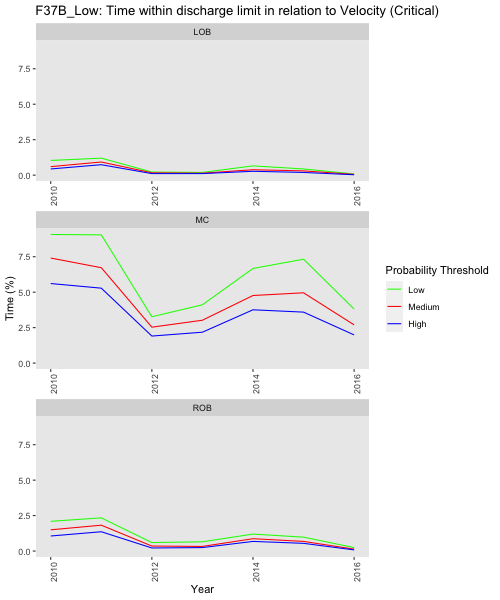 F37B_Low: Time within discharge limit in relation to Velocity (Critical)
LOB
7.5
5.0
2.5
0.0
2010
2012
2014
2016
MC
7.5
5.0
2.5
0.0
2010
2012
2014
2016
ROB
7.5
5.0
2.5
0.0
2010
2012
2014
2016
Time (%)
Year
Probability Threshold
Low
Medium
High